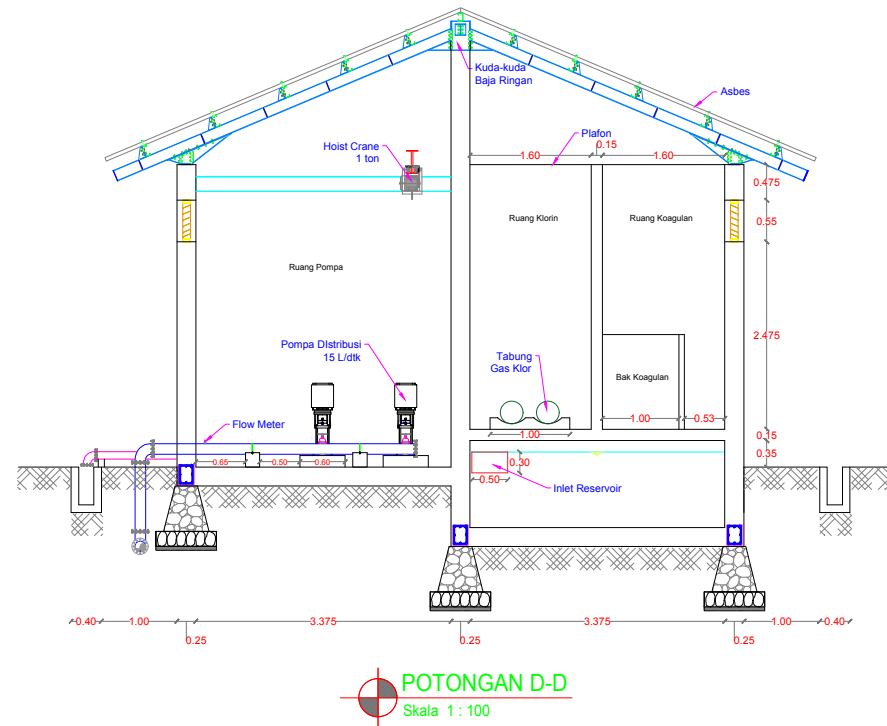 Kuda-kuda
Baja Ringan
Asbes
Hoist Crane
1 ton
Plafon
0.15
1.60
1.60
0.475
0.55
Ruang Klorin
Ruang Koagulan
Ruang Pompa
2.475
Pompa DIstribusi
15 L/dtk
Tabung
Gas Klor
Bak Koagulan
Flow Meter
1.00
0.53
1.00
0.15
0.35
0.65
0.50
0.60
0.30
0.50
Inlet Reservoir
0.40
1.00
3.375
3.375
1.00
0.40
0.25
0.25
0.25
POTONGAN D-D
Skala 1 : 100